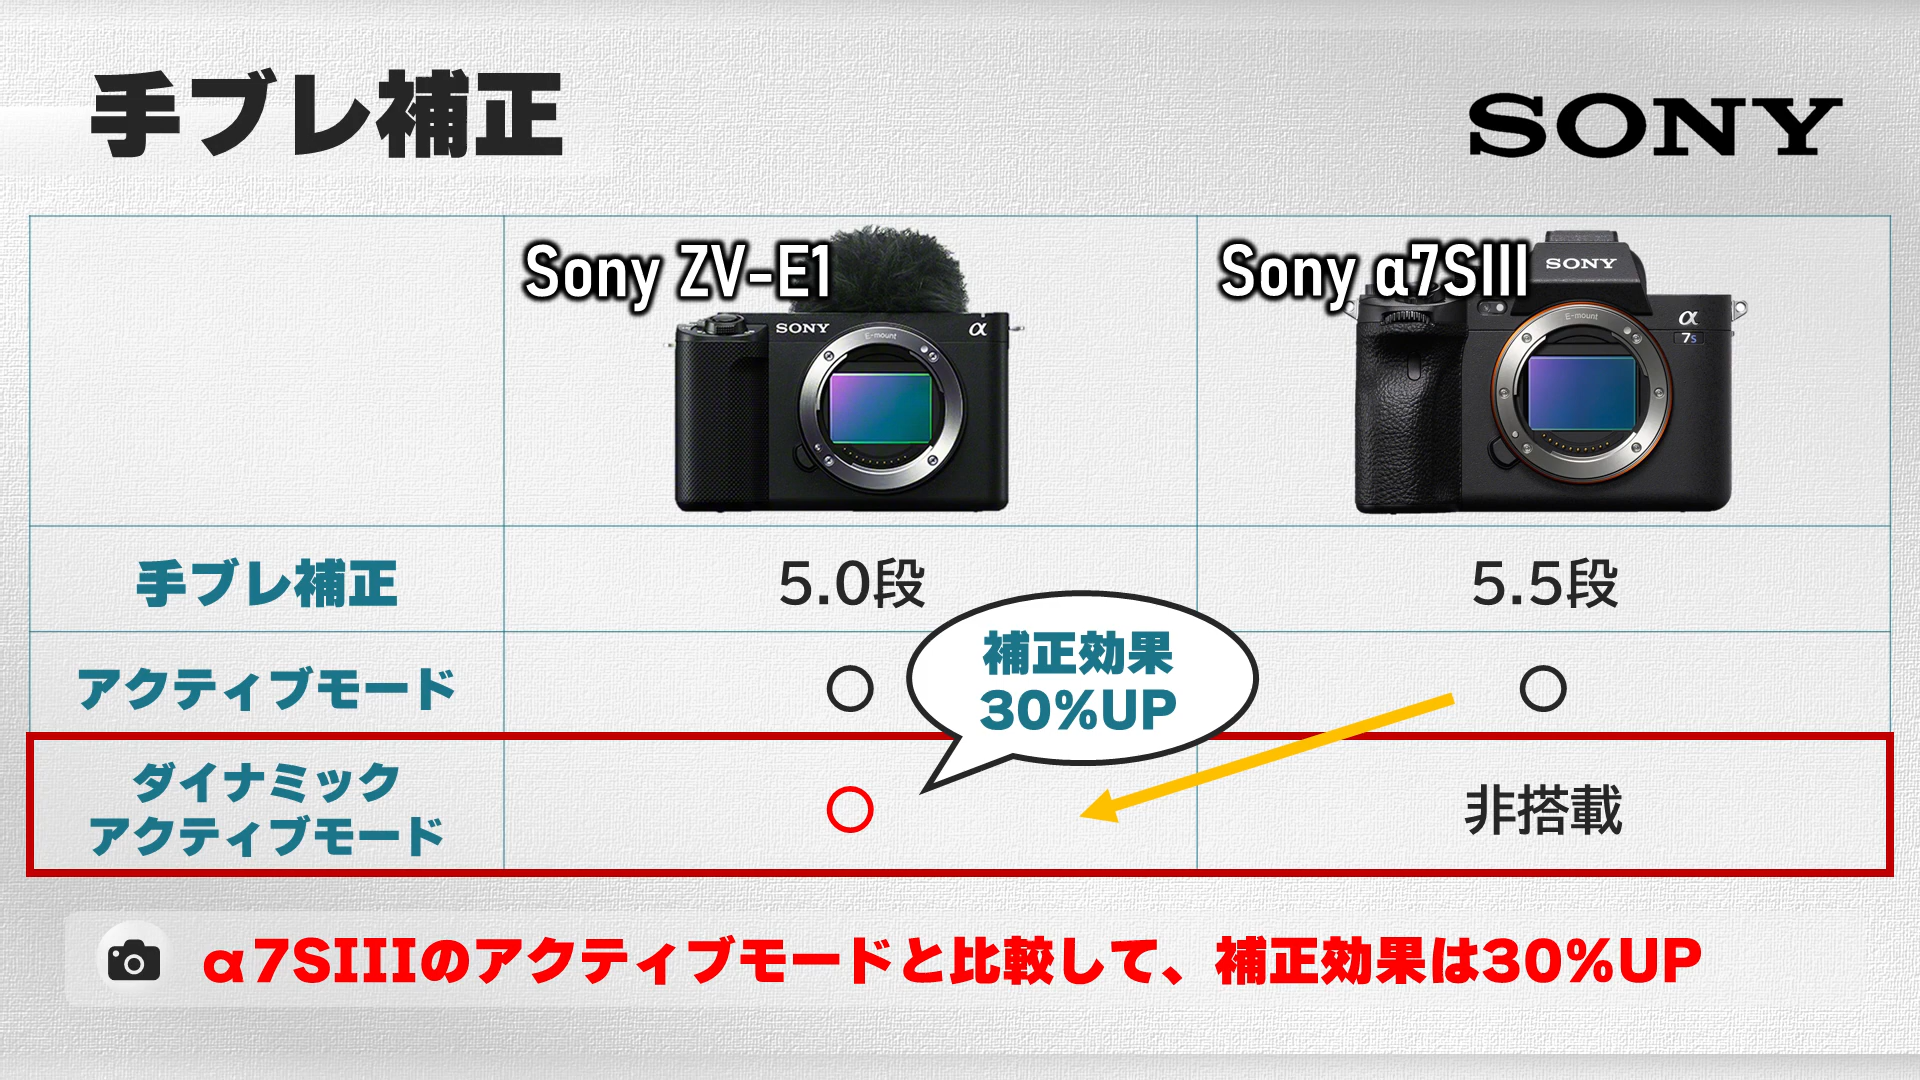 手ブレ補正
SONY
Sony ZV-E1
SONY
α
E-mount
Sony α7SIII
SONY
α
7S
E-mount
手ブレ補正
5.0段
5.5段
アクティブモード
○
○
補正効果
30%UP
ダイナミック
アクティブモード
○
非搭載
α7SIIIのアクティブモードと比較して、補正効果は30%UP